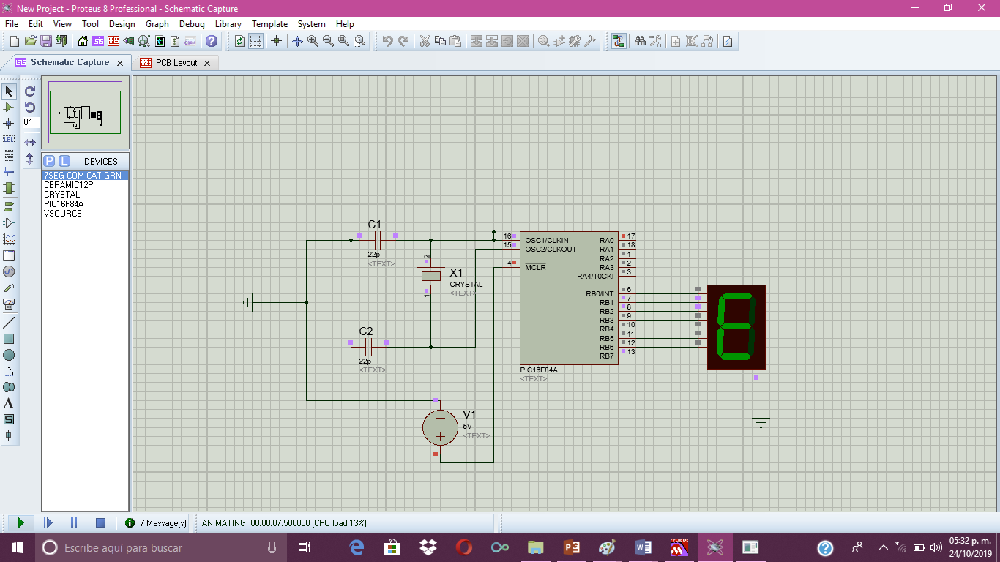 New Project - Proteus 8 Professional - Schematic Capture
File Edit View Tool Design Graph Debug Library Template System Help
Schematic Capture
PCB Layout
0°
P L DEVICES
7SEG-COM-CAT-GRN
CERAMIC12P
CRYSTAL
PIC16F84A
VSOURCE
C1
22p
<TEXT>
2
X1
CRYSTAL
<TEXT>
1
C2
22p
<TEXT>
V1
5V
<TEXT>
16 OSC1/CLKIN
15 OSC2/CLKOUT
4 MCLR
RA0 17
RA1 18
RA2 1
RA3 2
RA4/T0CKI 3
RB0/INT 6
RB1 7
RB2 8
RB3 9
RB4 10
RB5 11
RB6 12
RB7 13
PIC16F84A
<TEXT>
7 Message(s)
ANIMATING: 00:00:07.500000 (CPU load 13%)
Escribe aquí para buscar
05:32 p. m.
24/10/2019